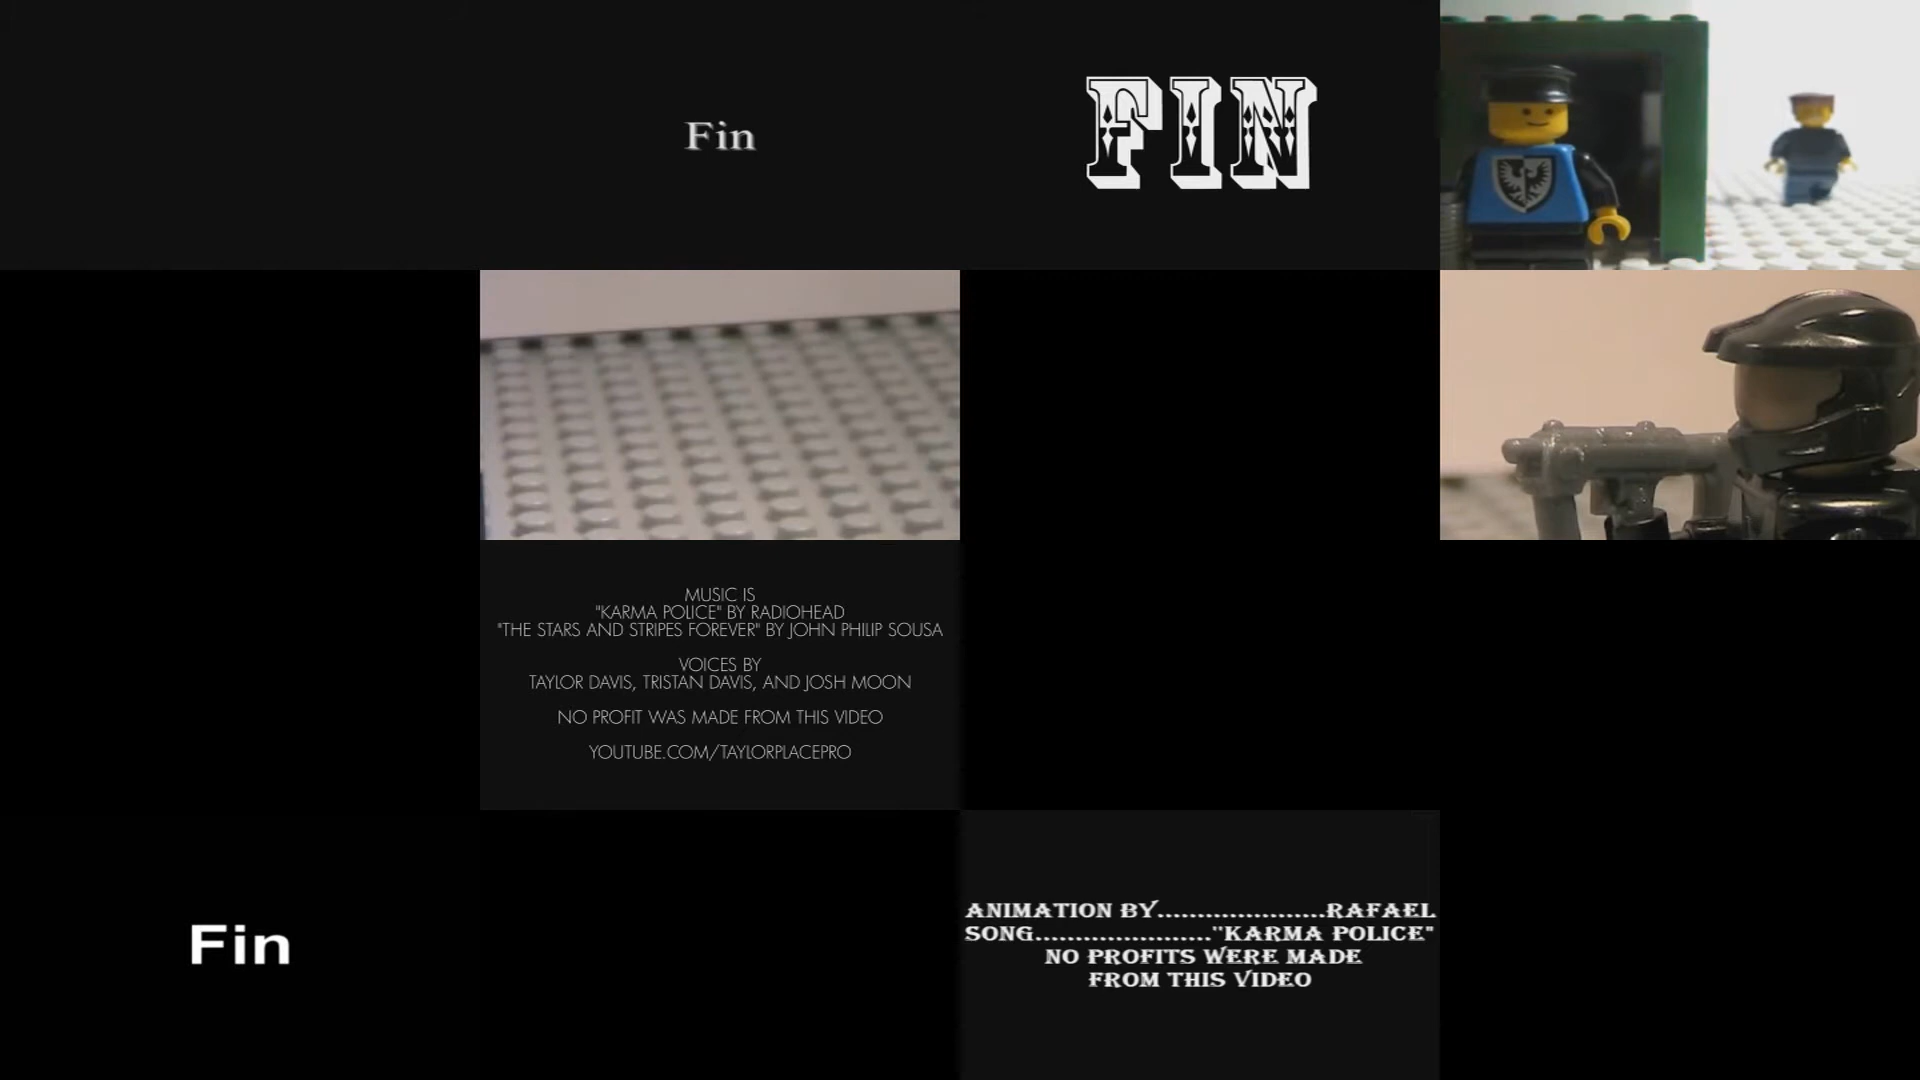 Fin
FIN
MUSIC IS
"KARMA POLICE" BY RADIOHEAD
"THE STARS AND STRIPES FOREVER" BY JOHN PHILIP SOUSA
VOICES BY
TAYLOR DAVIS, TRISTAN DAVIS, AND JOSH MOON
NO PROFIT WAS MADE FROM THIS VIDEO
YOUTUBE.COM/TAYLORPLACEPRO
Fin
ANIMATION BY.....................RAFAEL
SONG......................"KARMA POLICE"
NO PROFITS WERE MADE
FROM THIS VIDEO